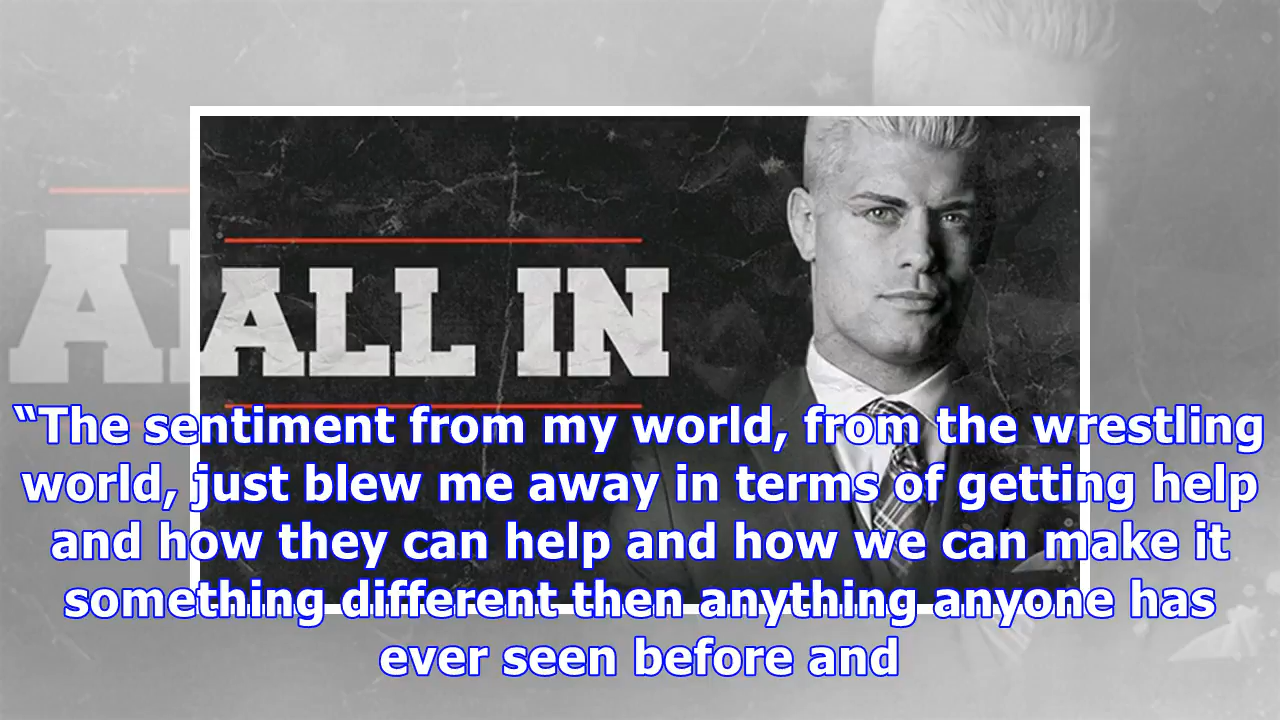 AL
ALL IN
“The sentiment from my world, from the wrestling
world, just blew me away in terms of getting help
and how they can help and how we can make it
something different then anything anyone has
ever seen before and